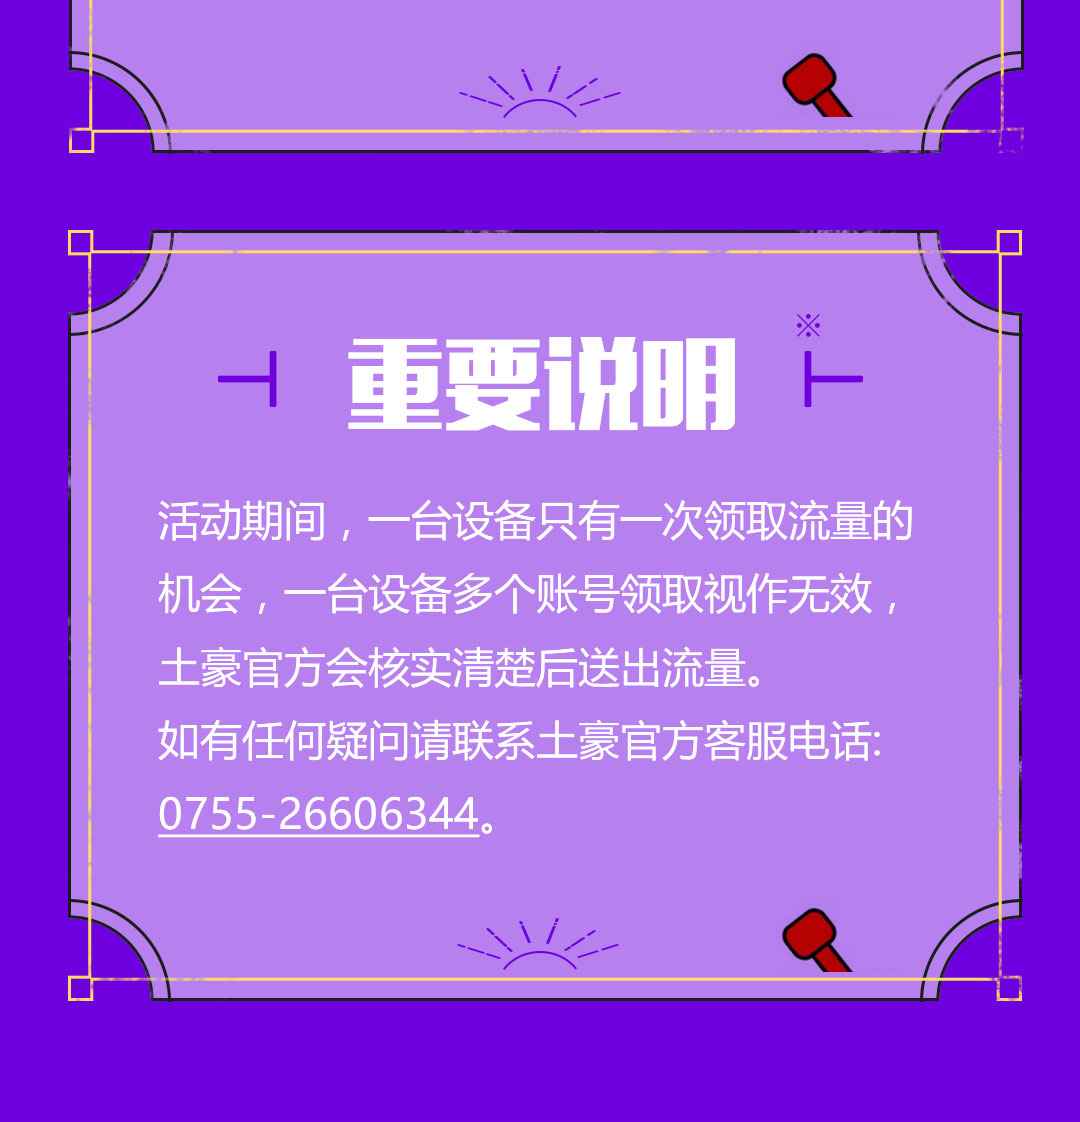 ※
重要说明
活动期间，一台设备只有一次领取流量的
机会，一台设备多个账号领取视作无效，
土豪官方会核实清楚后送出流量。
如有任何疑问请联系土豪官方客服电话:
0755-26606344。